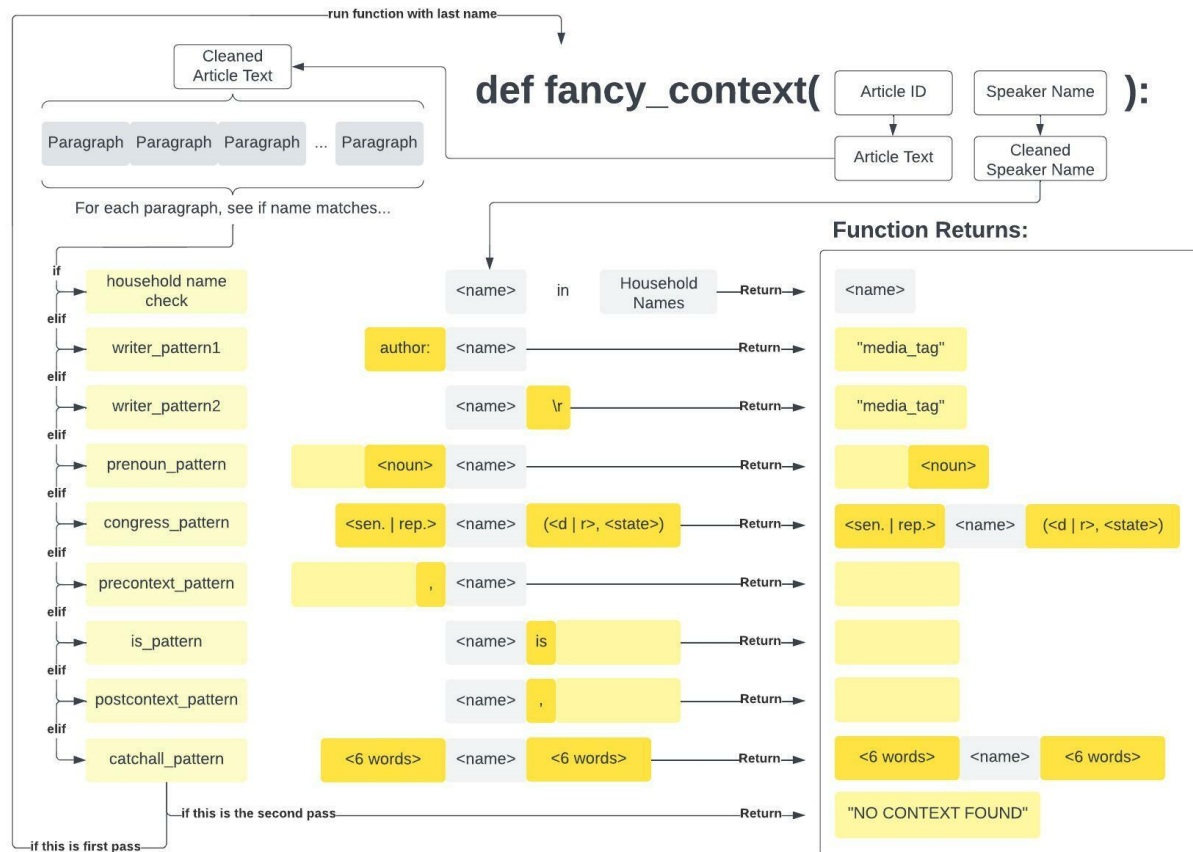 run function with last name
Cleaned
Article Text
def fancy_context(
Article ID
Speaker Name
):
Paragraph
Paragraph
Paragraph
...
Paragraph
Article Text
Cleaned
Speaker Name
For each paragraph, see if name matches...
Function Returns:
if
household name
check
<name>
in
Household
Names
Return
<name>
elif
writer_pattern1
author:
<name>
Return
"media_tag"
elif
writer_pattern2
<name>
\r
Return
"media_tag"
elif
prenoun_pattern
<noun>
<name>
Return
<noun>
elif
congress_pattern
<sen. | rep.>
<name>
(<d | r>, <state>)
Return
<sen. | rep.>
<name>
(<d | r>, <state>)
elif
precontext_pattern
,
<name>
Return
elif
is_pattern
<name>
is
Return
elif
postcontext_pattern
<name>
,
Return
elif
catchall_pattern
<6 words>
<name>
<6 words>
Return
<6 words>
<name>
<6 words>
if this is the second pass
Return
"NO CONTEXT FOUND"
if this is first pass